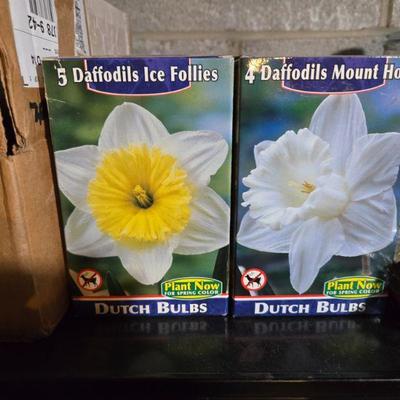 5 Daffodils Ice Follies
Plant Now
FOR SPRING COLOR
DUTCH BULBS
4 Daffodils Mount Ho
Plant Now
FOR SPRING COLOR
DUTCH BULBS